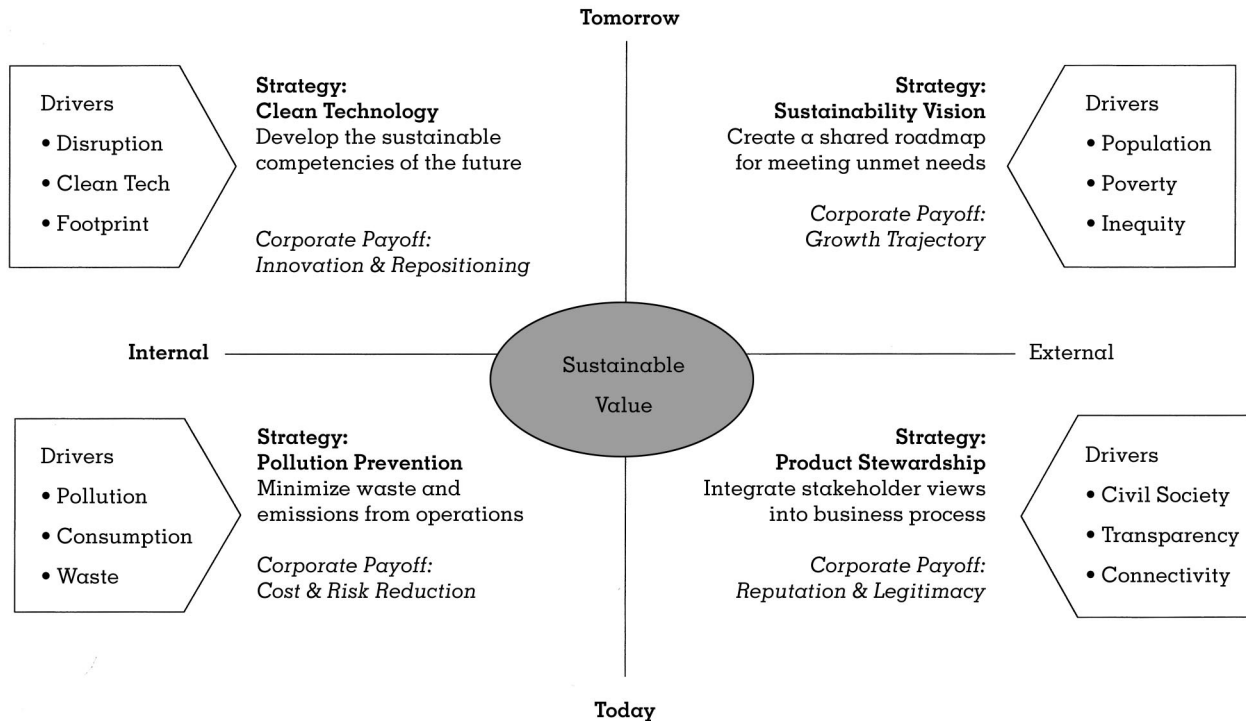 Tomorrow
Drivers
• Disruption
• Clean Tech
• Footprint
Strategy:
Clean Technology
Develop the sustainable
competencies of the future
Corporate Payoff:
Innovation & Repositioning
Strategy:
Sustainability Vision
Create a shared roadmap
for meeting unmet needs
Corporate Payoff:
Growth Trajectory
Drivers
• Population
• Poverty
• Inequity
Internal
Sustainable
Value
External
Drivers
• Pollution
• Consumption
• Waste
Strategy:
Pollution Prevention
Minimize waste and
emissions from operations
Corporate Payoff:
Cost & Risk Reduction
Strategy:
Product Stewardship
Integrate stakeholder views
into business process
Corporate Payoff:
Reputation & Legitimacy
Drivers
• Civil Society
• Transparency
• Connectivity
Today